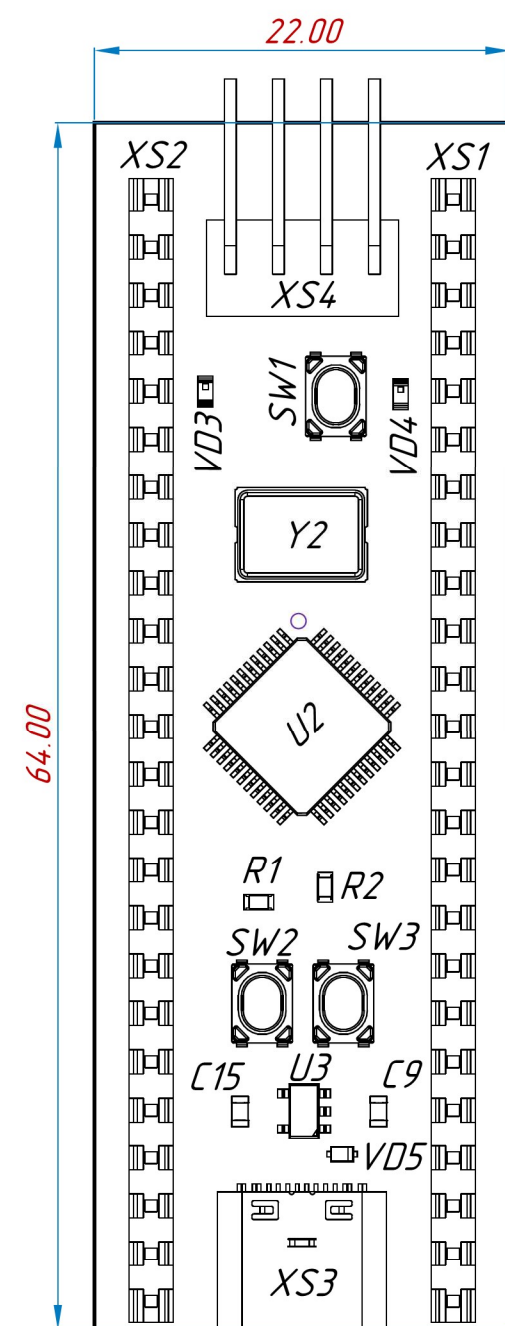 22.00
XS2
XS1
XS4
SW1
VD3
VD4
Y2
64.00
U2
R1
R2
SW2
SW3
C15
U3
C9
VD5
XS3